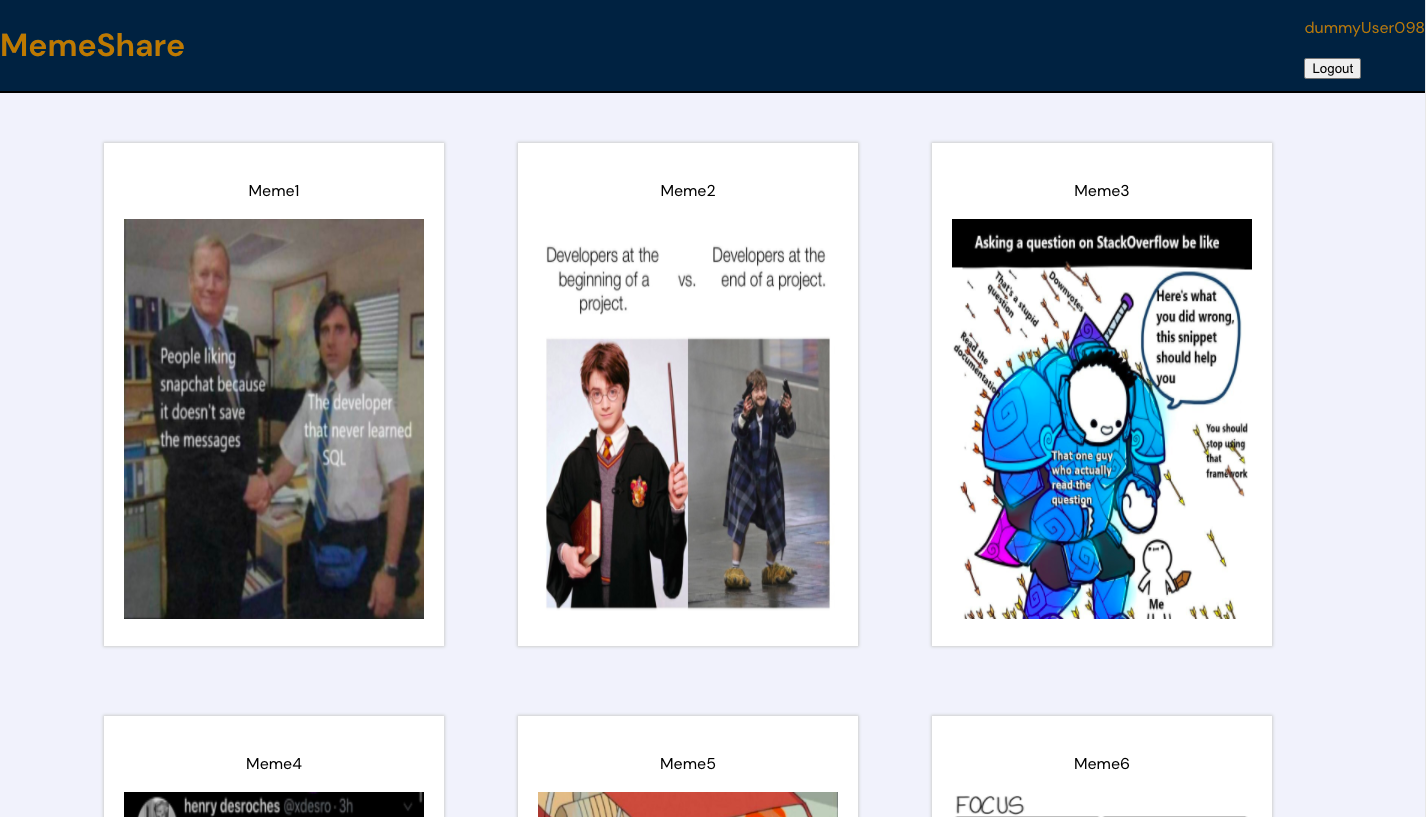 MemeShare
dummyUser098
Logout
Meme1
People liking
snapchat because
it doesn't save
the messages
The developer
that never learned
SQL
Meme2
Developers at the
beginning of a
project.
vs.
Developers at the
end of a project.
Meme3
Asking a question on StackOverflow be like
That's a stupid
question
Downvotes
Read the
documentation
Here's what
you did wrong,
this snippet
should help
you
You should
stop using
that
framework
That one guy
who actually
read the
question
Me
Meme4
henry desroches @xdesro · 3h
Meme5
Meme6
FOCUS